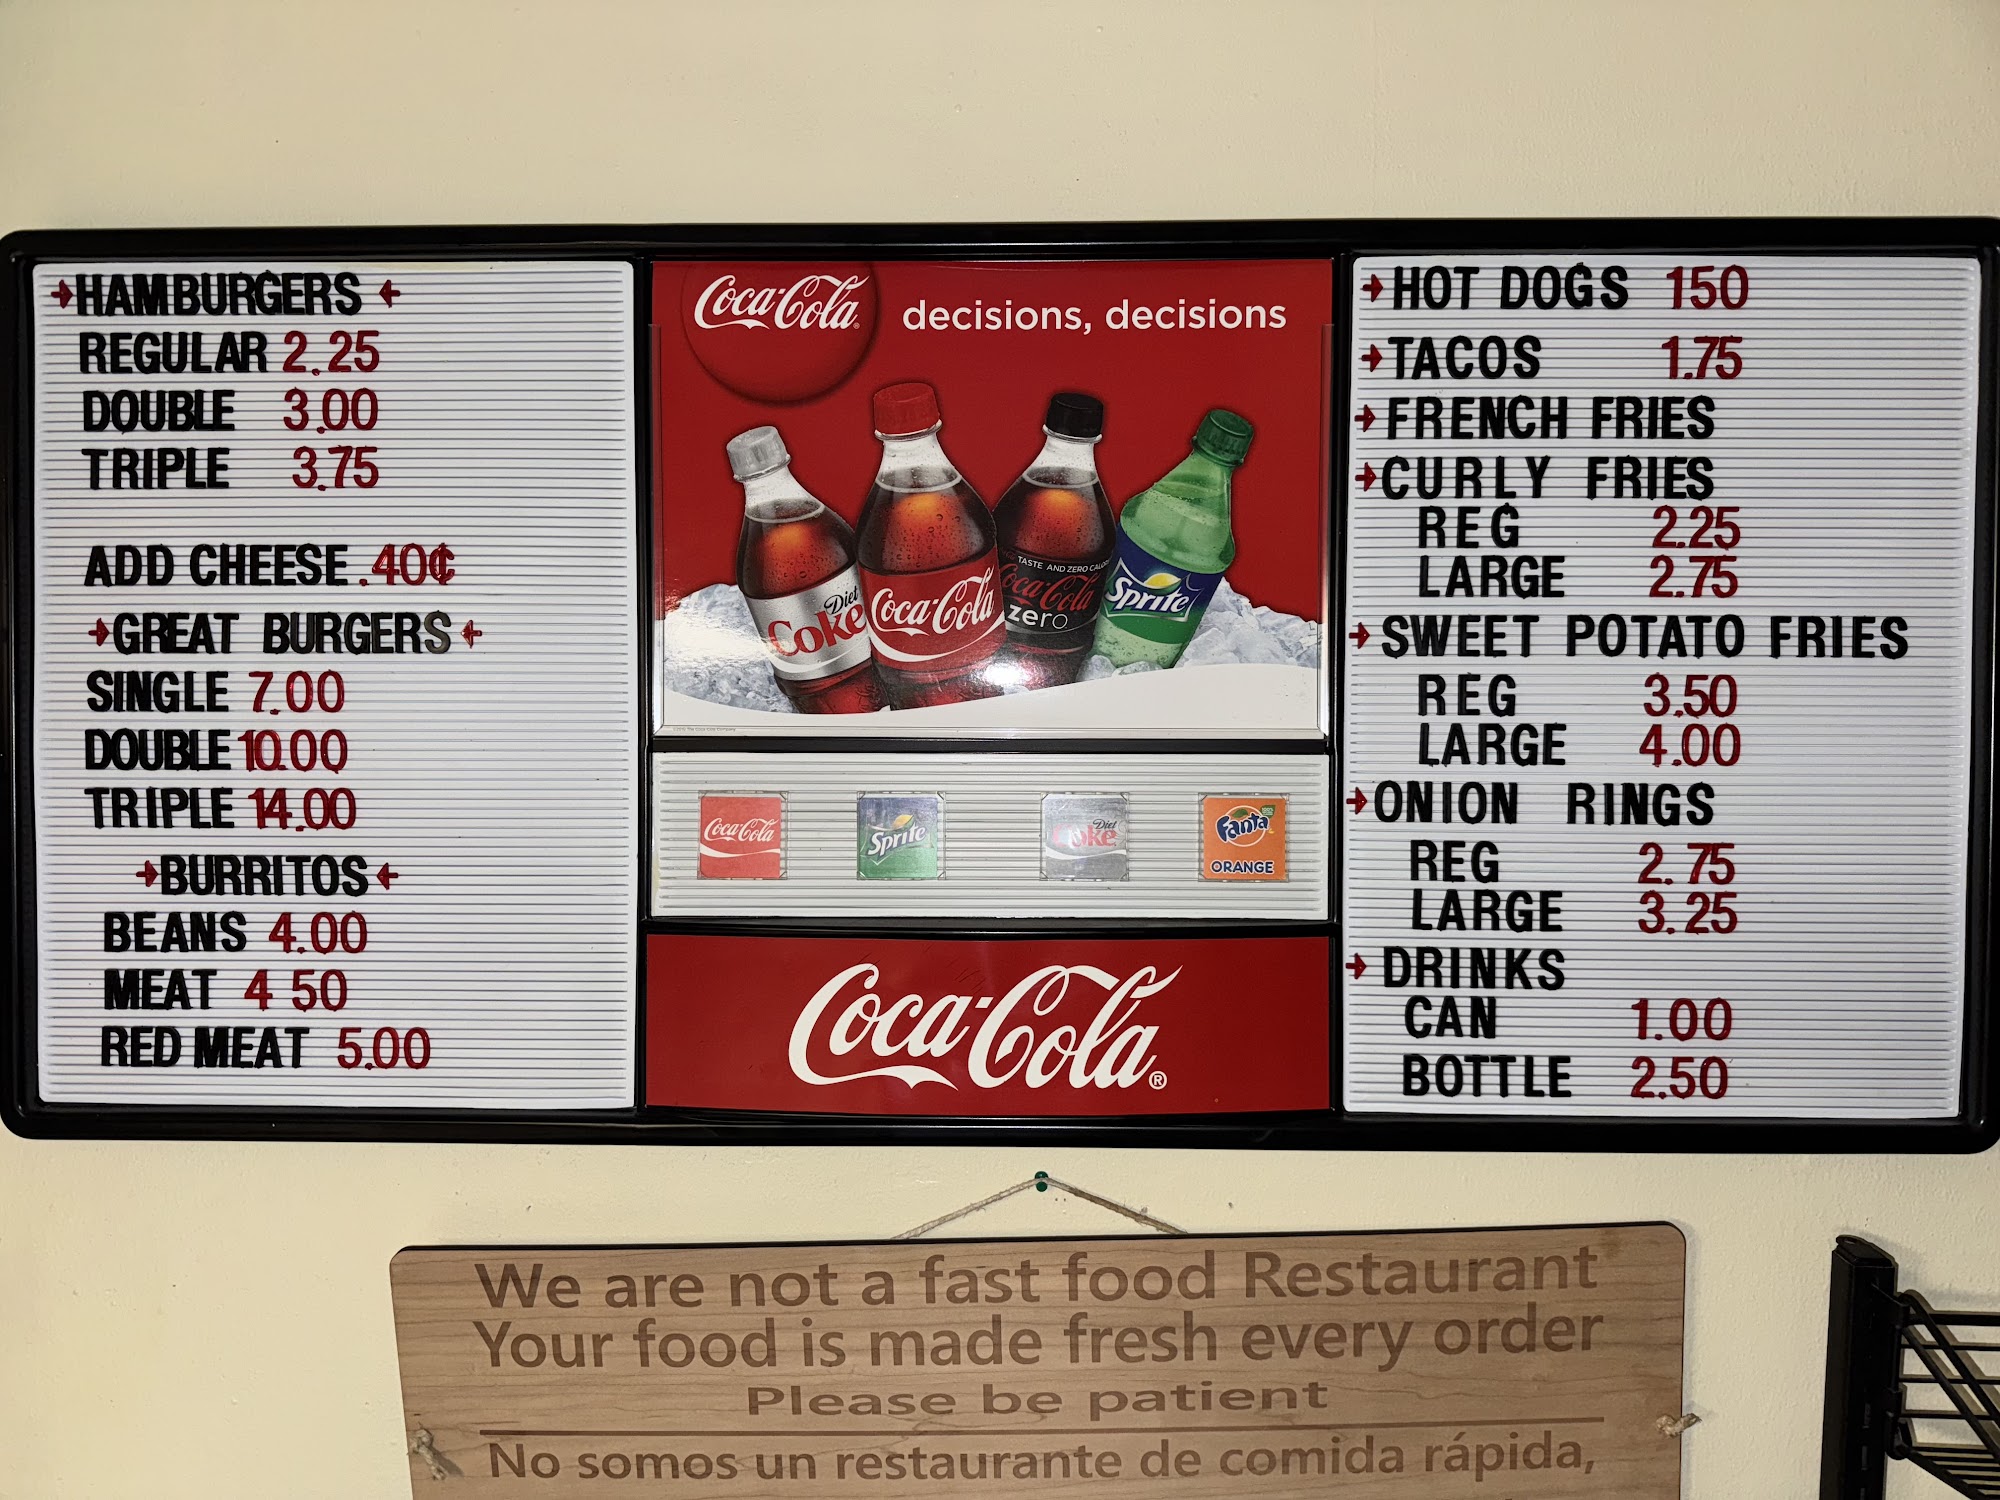 HAMBURGERS
REGULAR 2.25
DOUBLE 3.00
TRIPLE 3.75
ADD CHEESE .40¢
GREAT BURGERS
SINGLE 7.00
DOUBLE 10.00
TRIPLE 14.00
BURRITOS
BEANS 4.00
MEAT 4 50
RED MEAT 5.00
Coca-Cola decisions, decisions
Diet
Coke
Coca-Cola
TASTE AND ZERO
Coca-Cola
zero
Sprite
Coca-Cola
Sprite
Diet
Coke
Fanta
ORANGE
Coca-Cola®
HOT DOGS 150
TACOS 1.75
FRENCH FRIES
CURLY FRIES
REG 2.25
LARGE 2.75
SWEET POTATO FRIES
REG 3.50
LARGE 4.00
ONION RINGS
REG 2.75
LARGE 3.25
DRINKS
CAN 1.00
BOTTLE 2.50
We are not a fast food Restaurant
Your food is made fresh every order
Please be patient
No somos un restaurante de comida rápida,